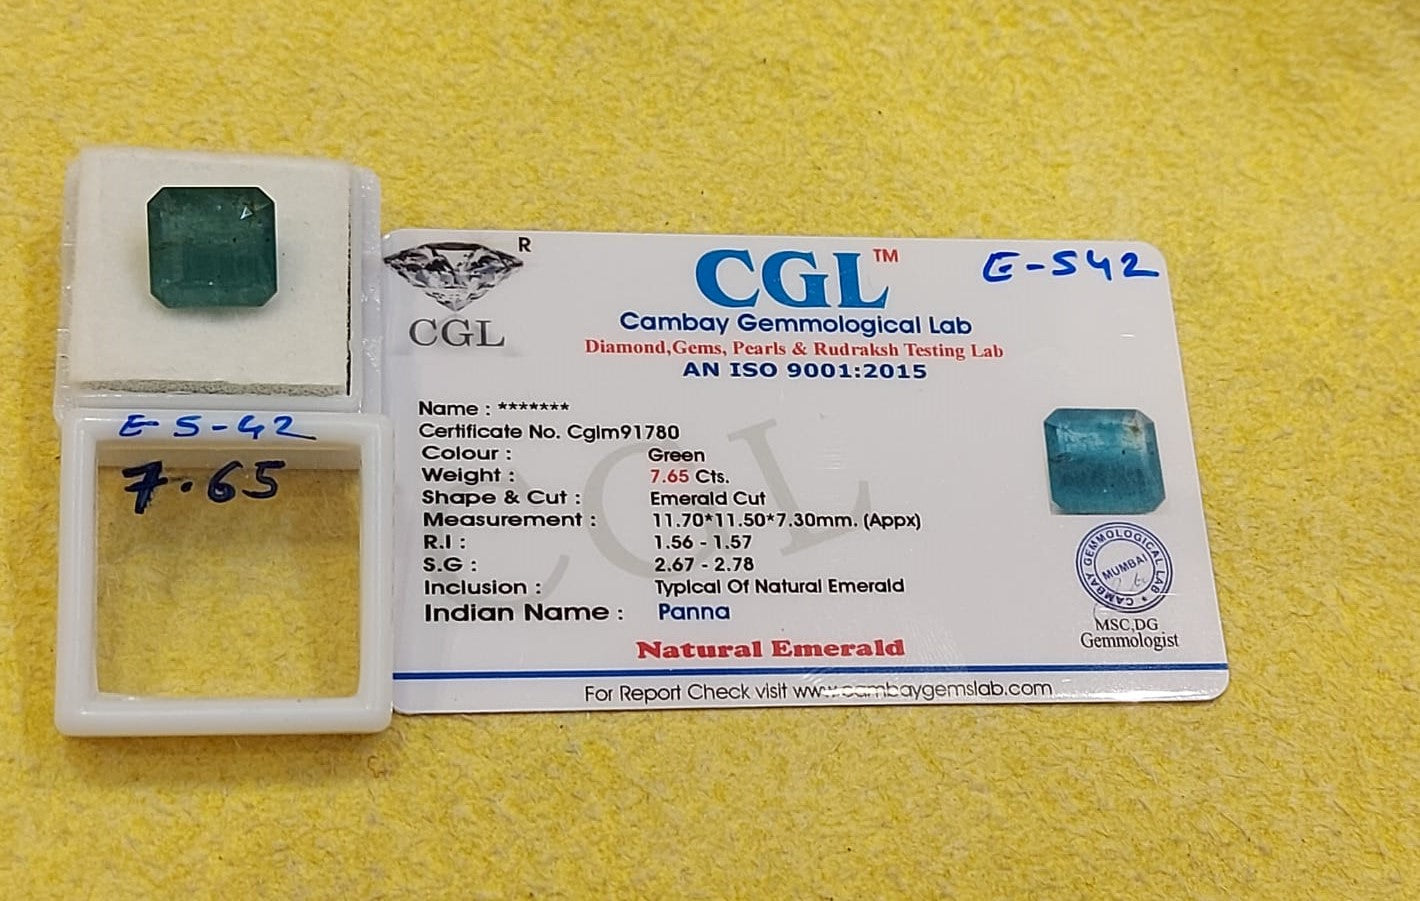 E S-42
7.65
R
CGL
CGL™
E-S42
Cambay Gemmological Lab
Diamond,Gems, Pearls & Rudraksh Testing Lab
AN ISO 9001:2015
Name : *******
Certificate No. Cglm91780
Colour : Green
Weight : 7.65 Cts.
Shape & Cut : Emerald Cut
Measurement : 11.70*11.50*7.30mm. (Appx)
R.I : 1.56 - 1.57
S.G : 2.67 - 2.78
Inclusion : Typical Of Natural Emerald
Indian Name : Panna
Natural Emerald
CGL
CAMBAY GEMMOLOGICAL LAB
MUMBAI
MSC,DG
Gemmologist
For Report Check visit www.cambaygemslab.com